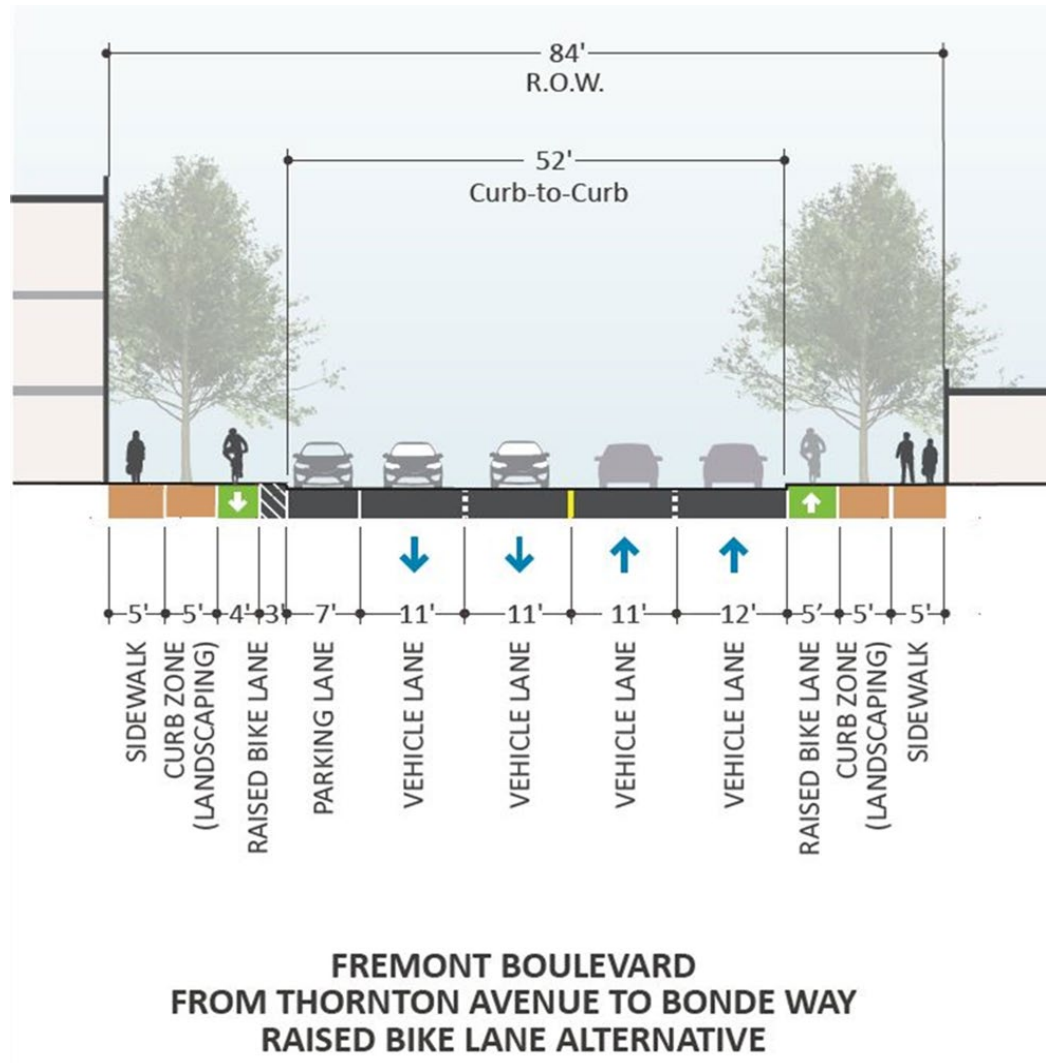 84'
R.O.W.
52'
Curb-to-Curb
5' 5' 4' 3' 7' 11' 11' 11' 12' 5’ 5' 5'
SIDEWALK
CURB ZONE
(LANDSCAPING)
RAISED BIKE LANE
PARKING LANE
VEHICLE LANE
VEHICLE LANE
VEHICLE LANE
VEHICLE LANE
RAISED BIKE LANE
CURB ZONE
(LANDSCAPING)
SIDEWALK
FREMONT BOULEVARD
FROM THORNTON AVENUE TO BONDE WAY
RAISED BIKE LANE ALTERNATIVE